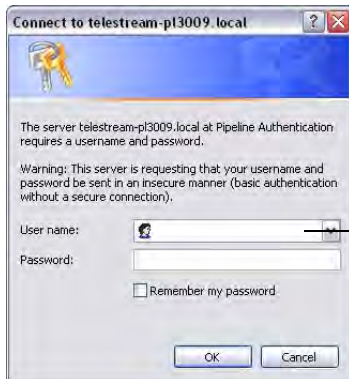 Connect to telestream-pl3009.local
The server telestream-pl3009.local at Pipeline Authentication
requires a username and password.
Warning: This server is requesting that your username and
password be sent in an insecure manner (basic authentication
without a secure connection).
User name:
Password:
Remember my password
OK
Cancel